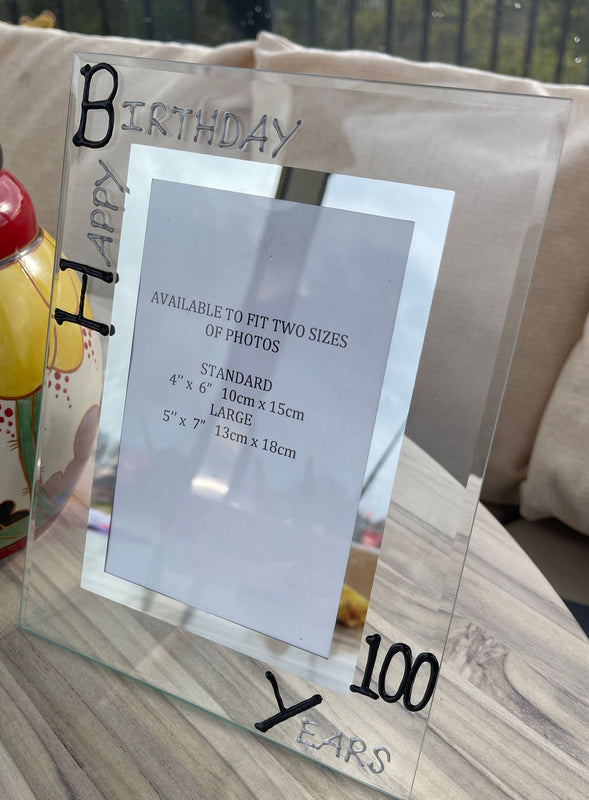 HAPPY
BIRTHDAY
AVAILABLE TO FIT TWO SIZES
OF PHOTOS
STANDARD
4" x 6" 10cm x 15cm
LARGE
5" x 7" 13cm x 18cm
100
YEARS